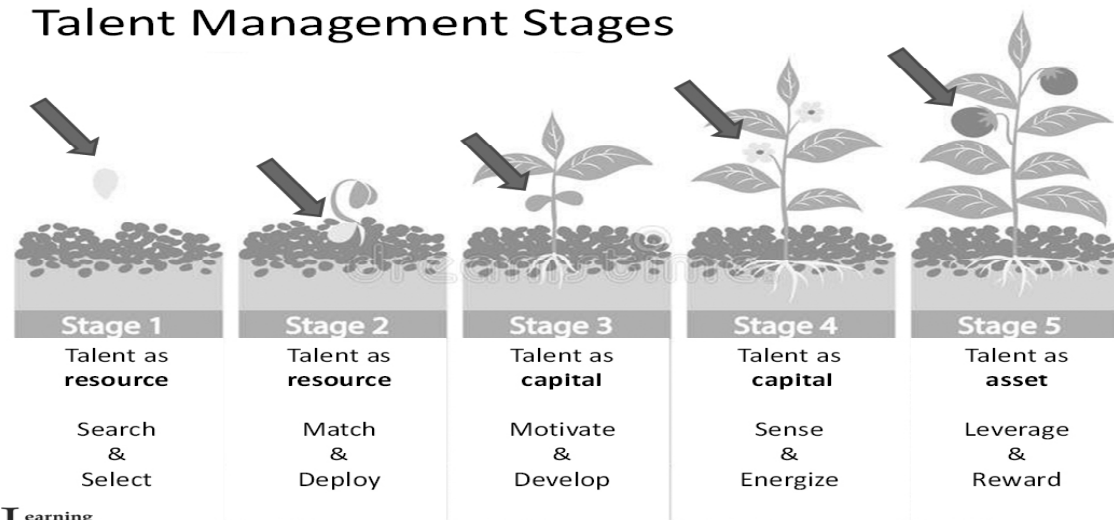 Talent Management Stages
Stage 1
Talent as
resource
Search
&
Select
Stage 2
Talent as
resource
Match
&
Deploy
Stage 3
Talent as
capital
Motivate
&
Develop
Stage 4
Talent as
capital
Sense
&
Energize
Stage 5
Talent as
asset
Leverage
&
Reward
dreamstime
Learning